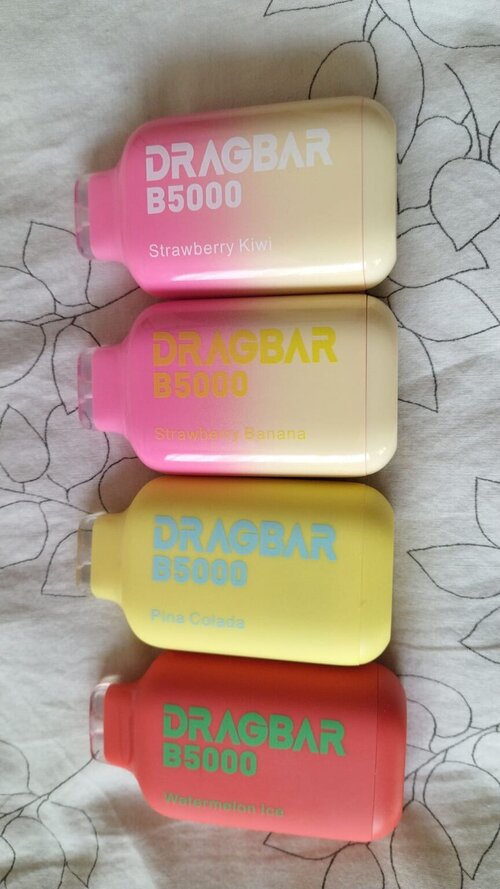 DRAGBAR
B5000
Strawberry Kiwi
DRAGBAR
B5000
Strawberry Banana
DRAGBAR
B5000
Pina Colada
DRAGBAR
B5000
Watermelon Ice